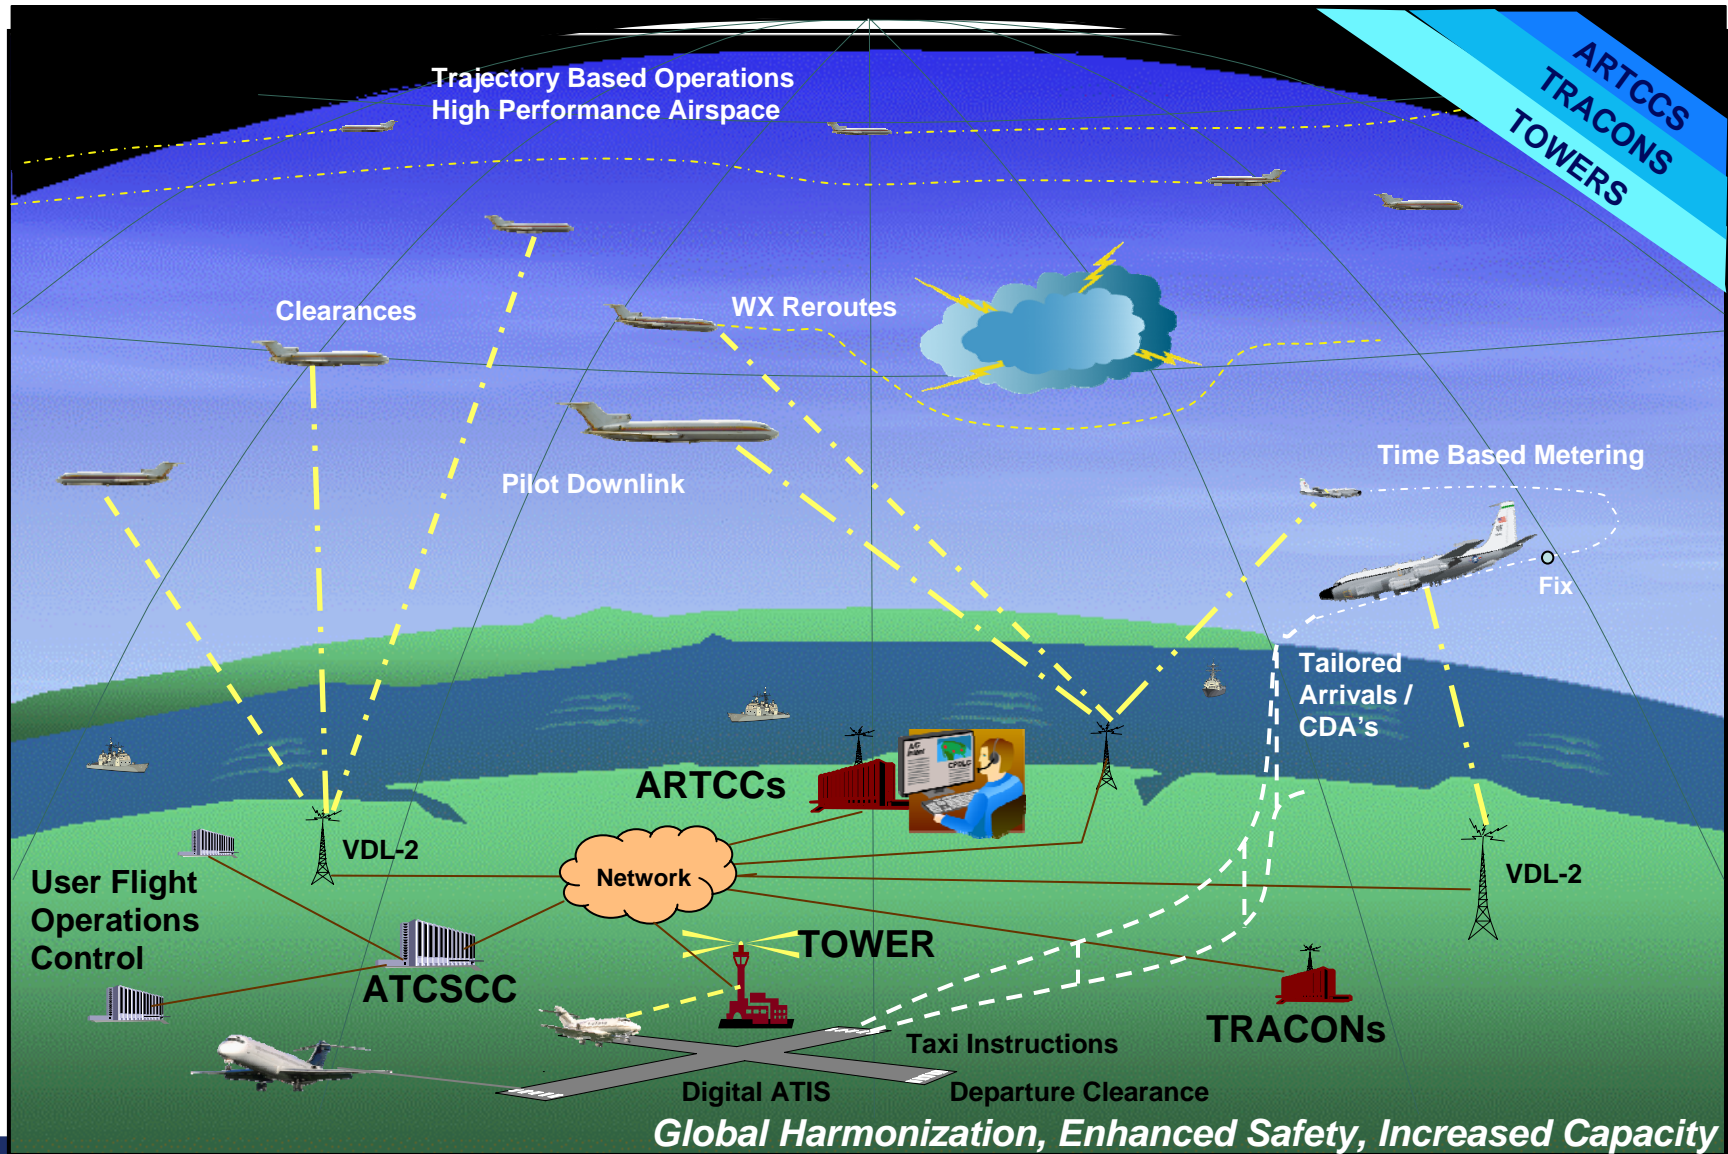 Trajectory Based Operations
High Performance Airspace
ARTCCS
TRACONS
TOWERS
Clearances
WX Reroutes
Pilot Downlink
Time Based Metering
Fix
Tailored
Arrivals /
CDA's
A/C
Intent
CPDLC
ARTCCs
VDL-2
Network
VDL-2
User Flight
Operations
Control
ATCSCC
TOWER
TRACONs
Taxi Instructions
Digital ATIS
Departure Clearance
Global Harmonization, Enhanced Safety, Increased Capacity